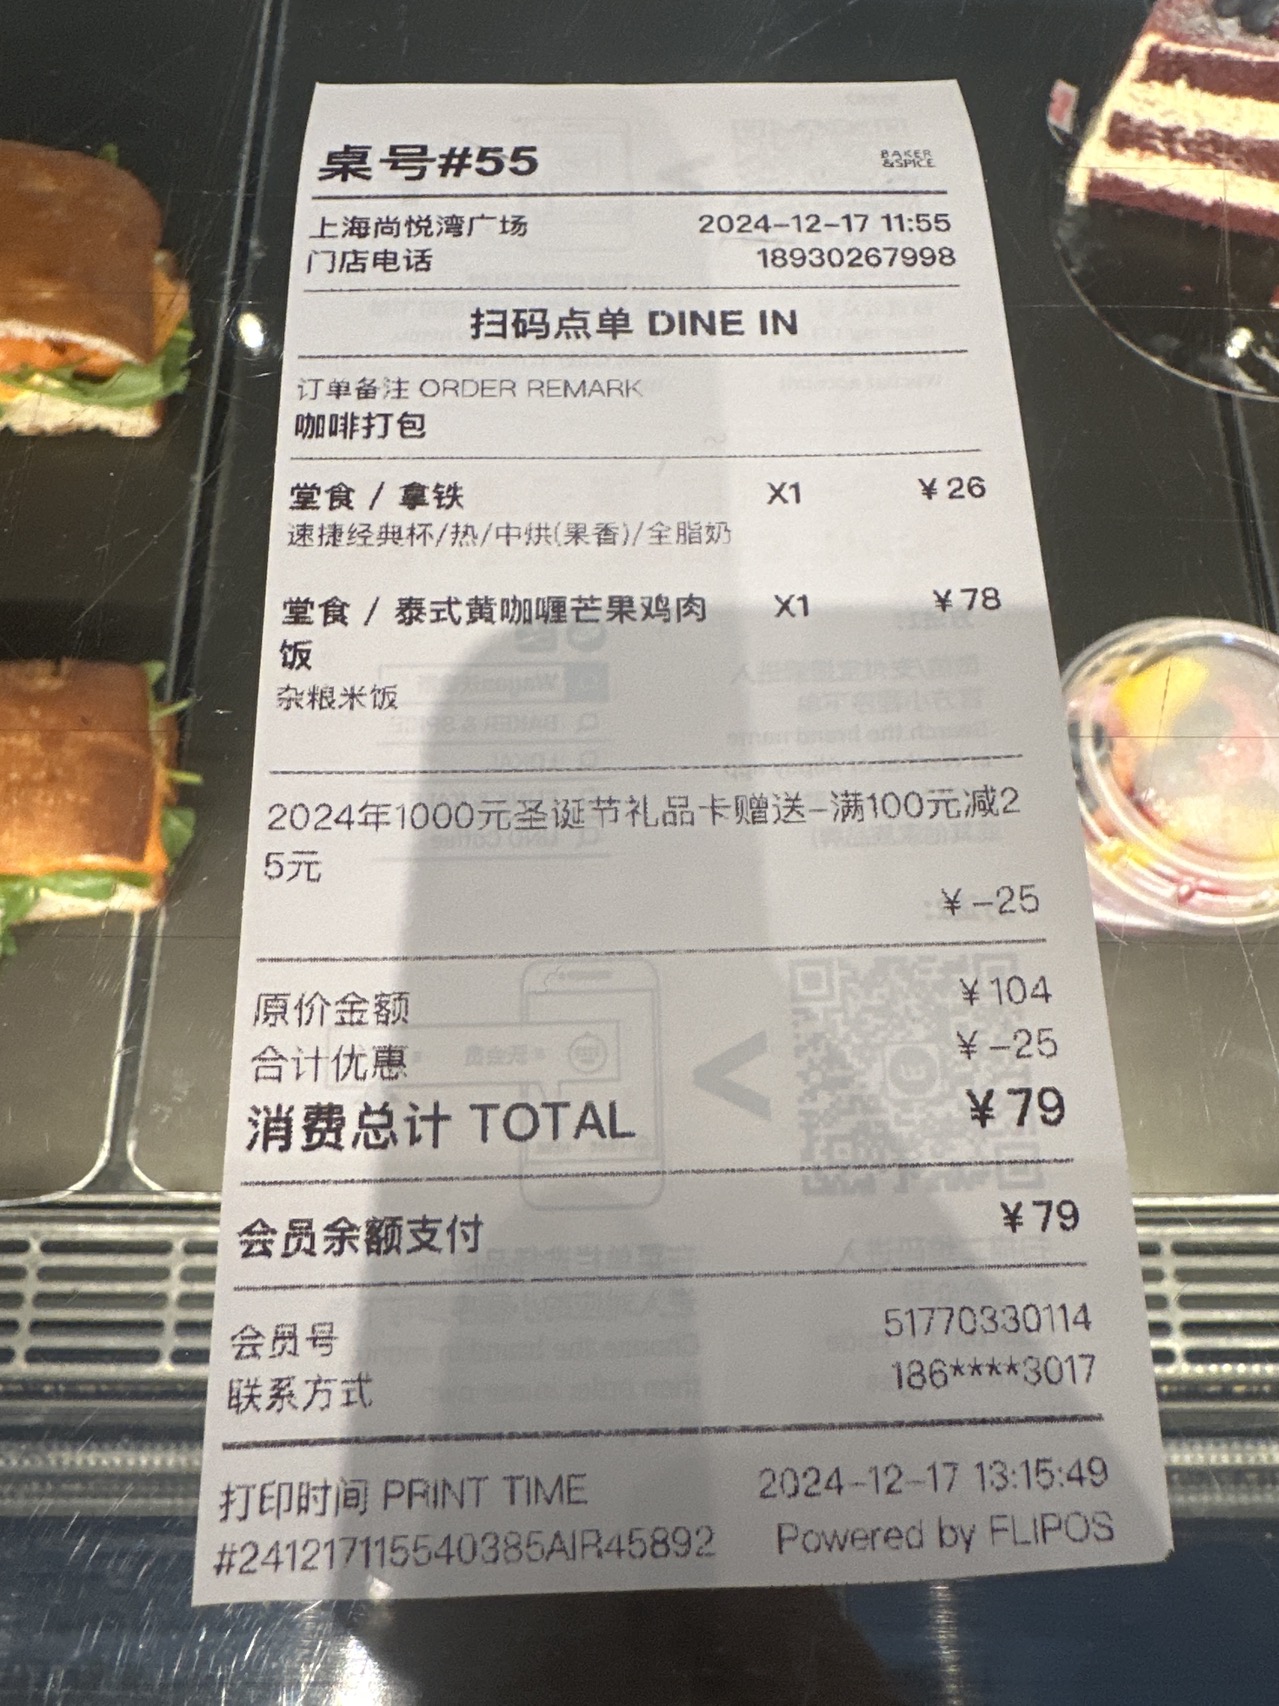 桌号#55
BAKER
&SPICE
上海尚悦湾广场 2024-12-17 11:55
门店电话 18930267998
扫码点单 DINE IN
订单备注 ORDER REMARK
咖啡打包
堂食 / 拿铁 X1 ¥26
速捷经典杯/热/中烘(果香)/全脂奶
堂食 / 泰式黄咖喱芒果鸡肉 X1 ¥78
饭
杂粮米饭
2024年1000元圣诞节礼品卡赠送-满100元减2
5元
¥-25
原价金额 ¥104
合计优惠 ¥-25
消费总计 TOTAL ¥79
会员余额支付 ¥79
会员号 51770330114
联系方式 186****3017
打印时间 PRINT TIME 2024-12-17 13:15:49
#241217115540385AIR45892 Powered by FLIPOS